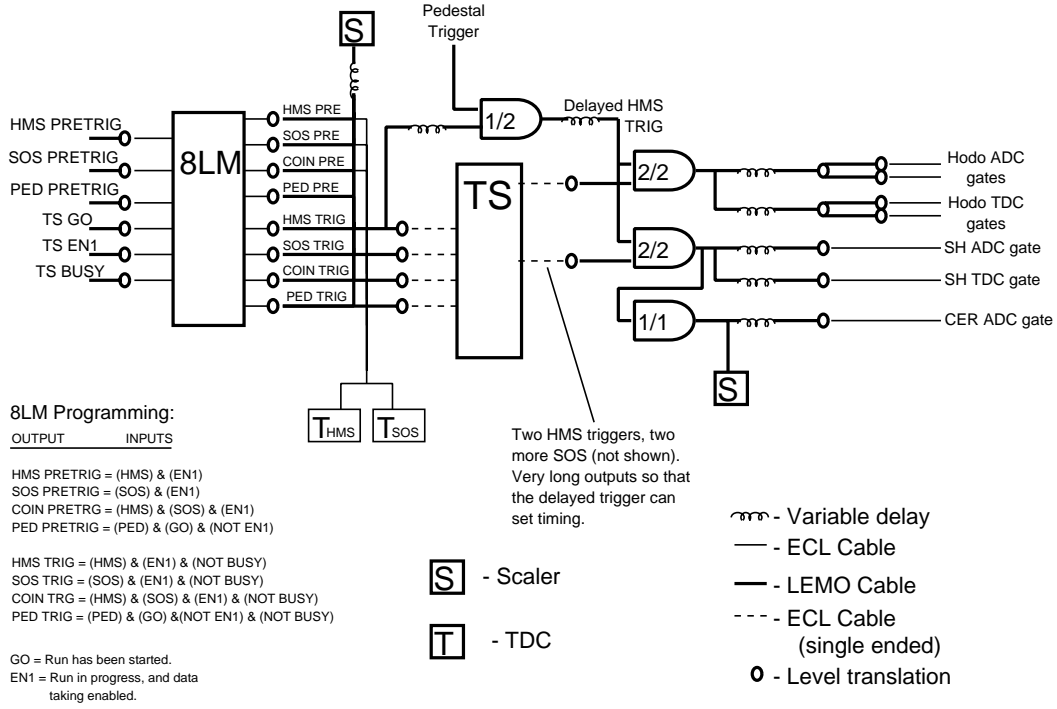 Pedestal
Trigger
S
HMS PRETRIG
SOS PRETRIG
PED PRETRIG
TS GO
TS EN1
TS BUSY
8LM
HMS PRE
SOS PRE
COIN PRE
PED PRE
HMS TRIG
SOS TRIG
COIN TRIG
PED TRIG
1/2
Delayed HMS
TRIG
TS
2/2
2/2
1/1
S
Hodo ADC
gates
Hodo TDC
gates
SH ADC gate
SH TDC gate
CER ADC gate
THMS
TSOS
Two HMS triggers, two
more SOS (not shown).
Very long outputs so that
the delayed trigger can
set timing.
8LM Programming:
OUTPUT INPUTS
HMS PRETRIG = (HMS) & (EN1)
SOS PRETRIG = (SOS) & (EN1)
COIN PRETRG = (HMS) & (SOS) & (EN1)
PED PRETRIG = (PED) & (GO) & (NOT EN1)
HMS TRIG = (HMS) & (EN1) & (NOT BUSY)
SOS TRIG = (SOS) & (EN1) & (NOT BUSY)
COIN TRG = (HMS) & (SOS) & (EN1) & (NOT BUSY)
PED TRIG = (PED) & (GO) &(NOT EN1) & (NOT BUSY)
GO = Run has been started.
EN1 = Run in progress, and data
taking enabled.
S - Scaler
T - TDC
- Variable delay
- ECL Cable
- LEMO Cable
- ECL Cable
(single ended)
- Level translation